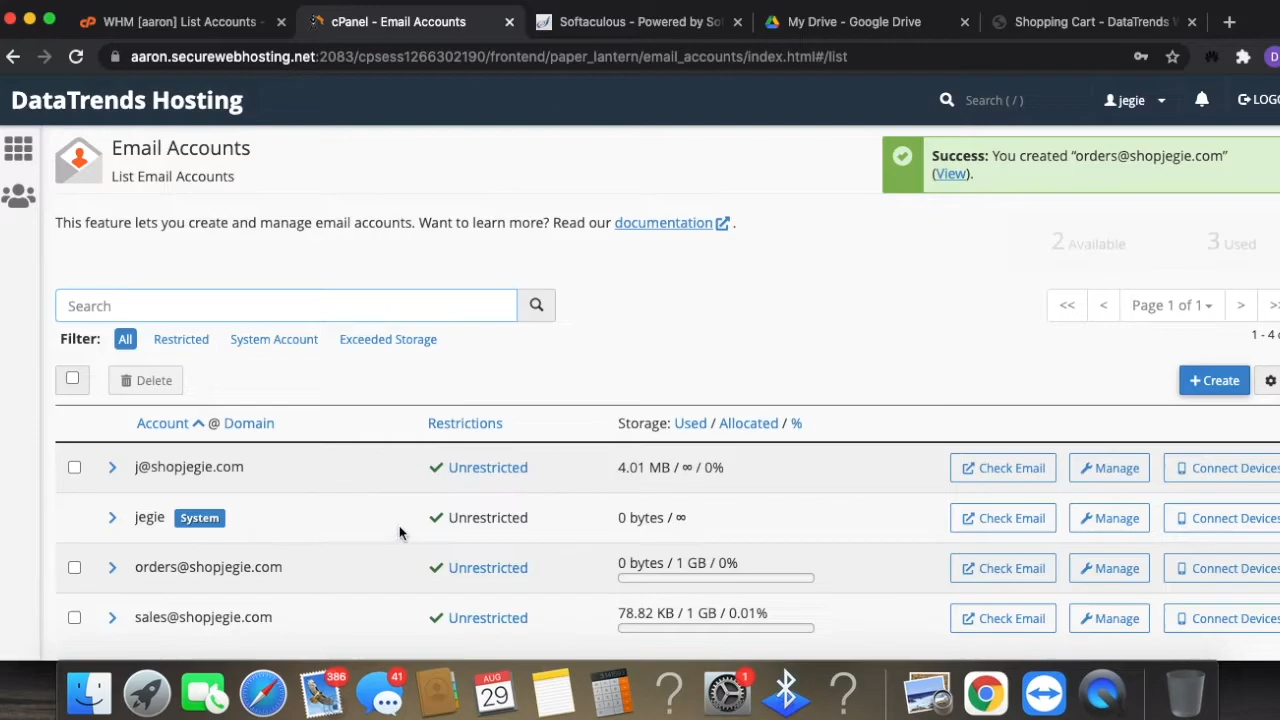 WHM [aaron] List Accounts -
cPanel - Email Accounts
Softaculous - Powered by Sof
My Drive - Google Drive
Shopping Cart - DataTrends W
aaron.securewebhosting.net:2083/cpsess1266302190/frontend/paper_lantern/email_accounts/index.html#/list
DataTrends Hosting
Search ( / )
jegie
LOGO
Email Accounts
List Email Accounts
Success: You created “orders@shopjegie.com”
(View).
This feature lets you create and manage email accounts. Want to learn more? Read our documentation .
2 Available 3 Used
Search
<< < Page 1 of 1 > >>
Filter: All Restricted System Account Exceeded Storage
1 - 4
Delete
+ Create
Account @ Domain Restrictions Storage: Used / Allocated / %
j@shopjegie.com Unrestricted 4.01 MB / ∞ / 0% Check Email Manage Connect Devices
jegie System Unrestricted 0 bytes / ∞ Check Email Manage Connect Devices
orders@shopjegie.com Unrestricted 0 bytes / 1 GB / 0% Check Email Manage Connect Devices
sales@shopjegie.com Unrestricted 78.82 KB / 1 GB / 0.01% Check Email Manage Connect Devices
386
41
AUG
29
1